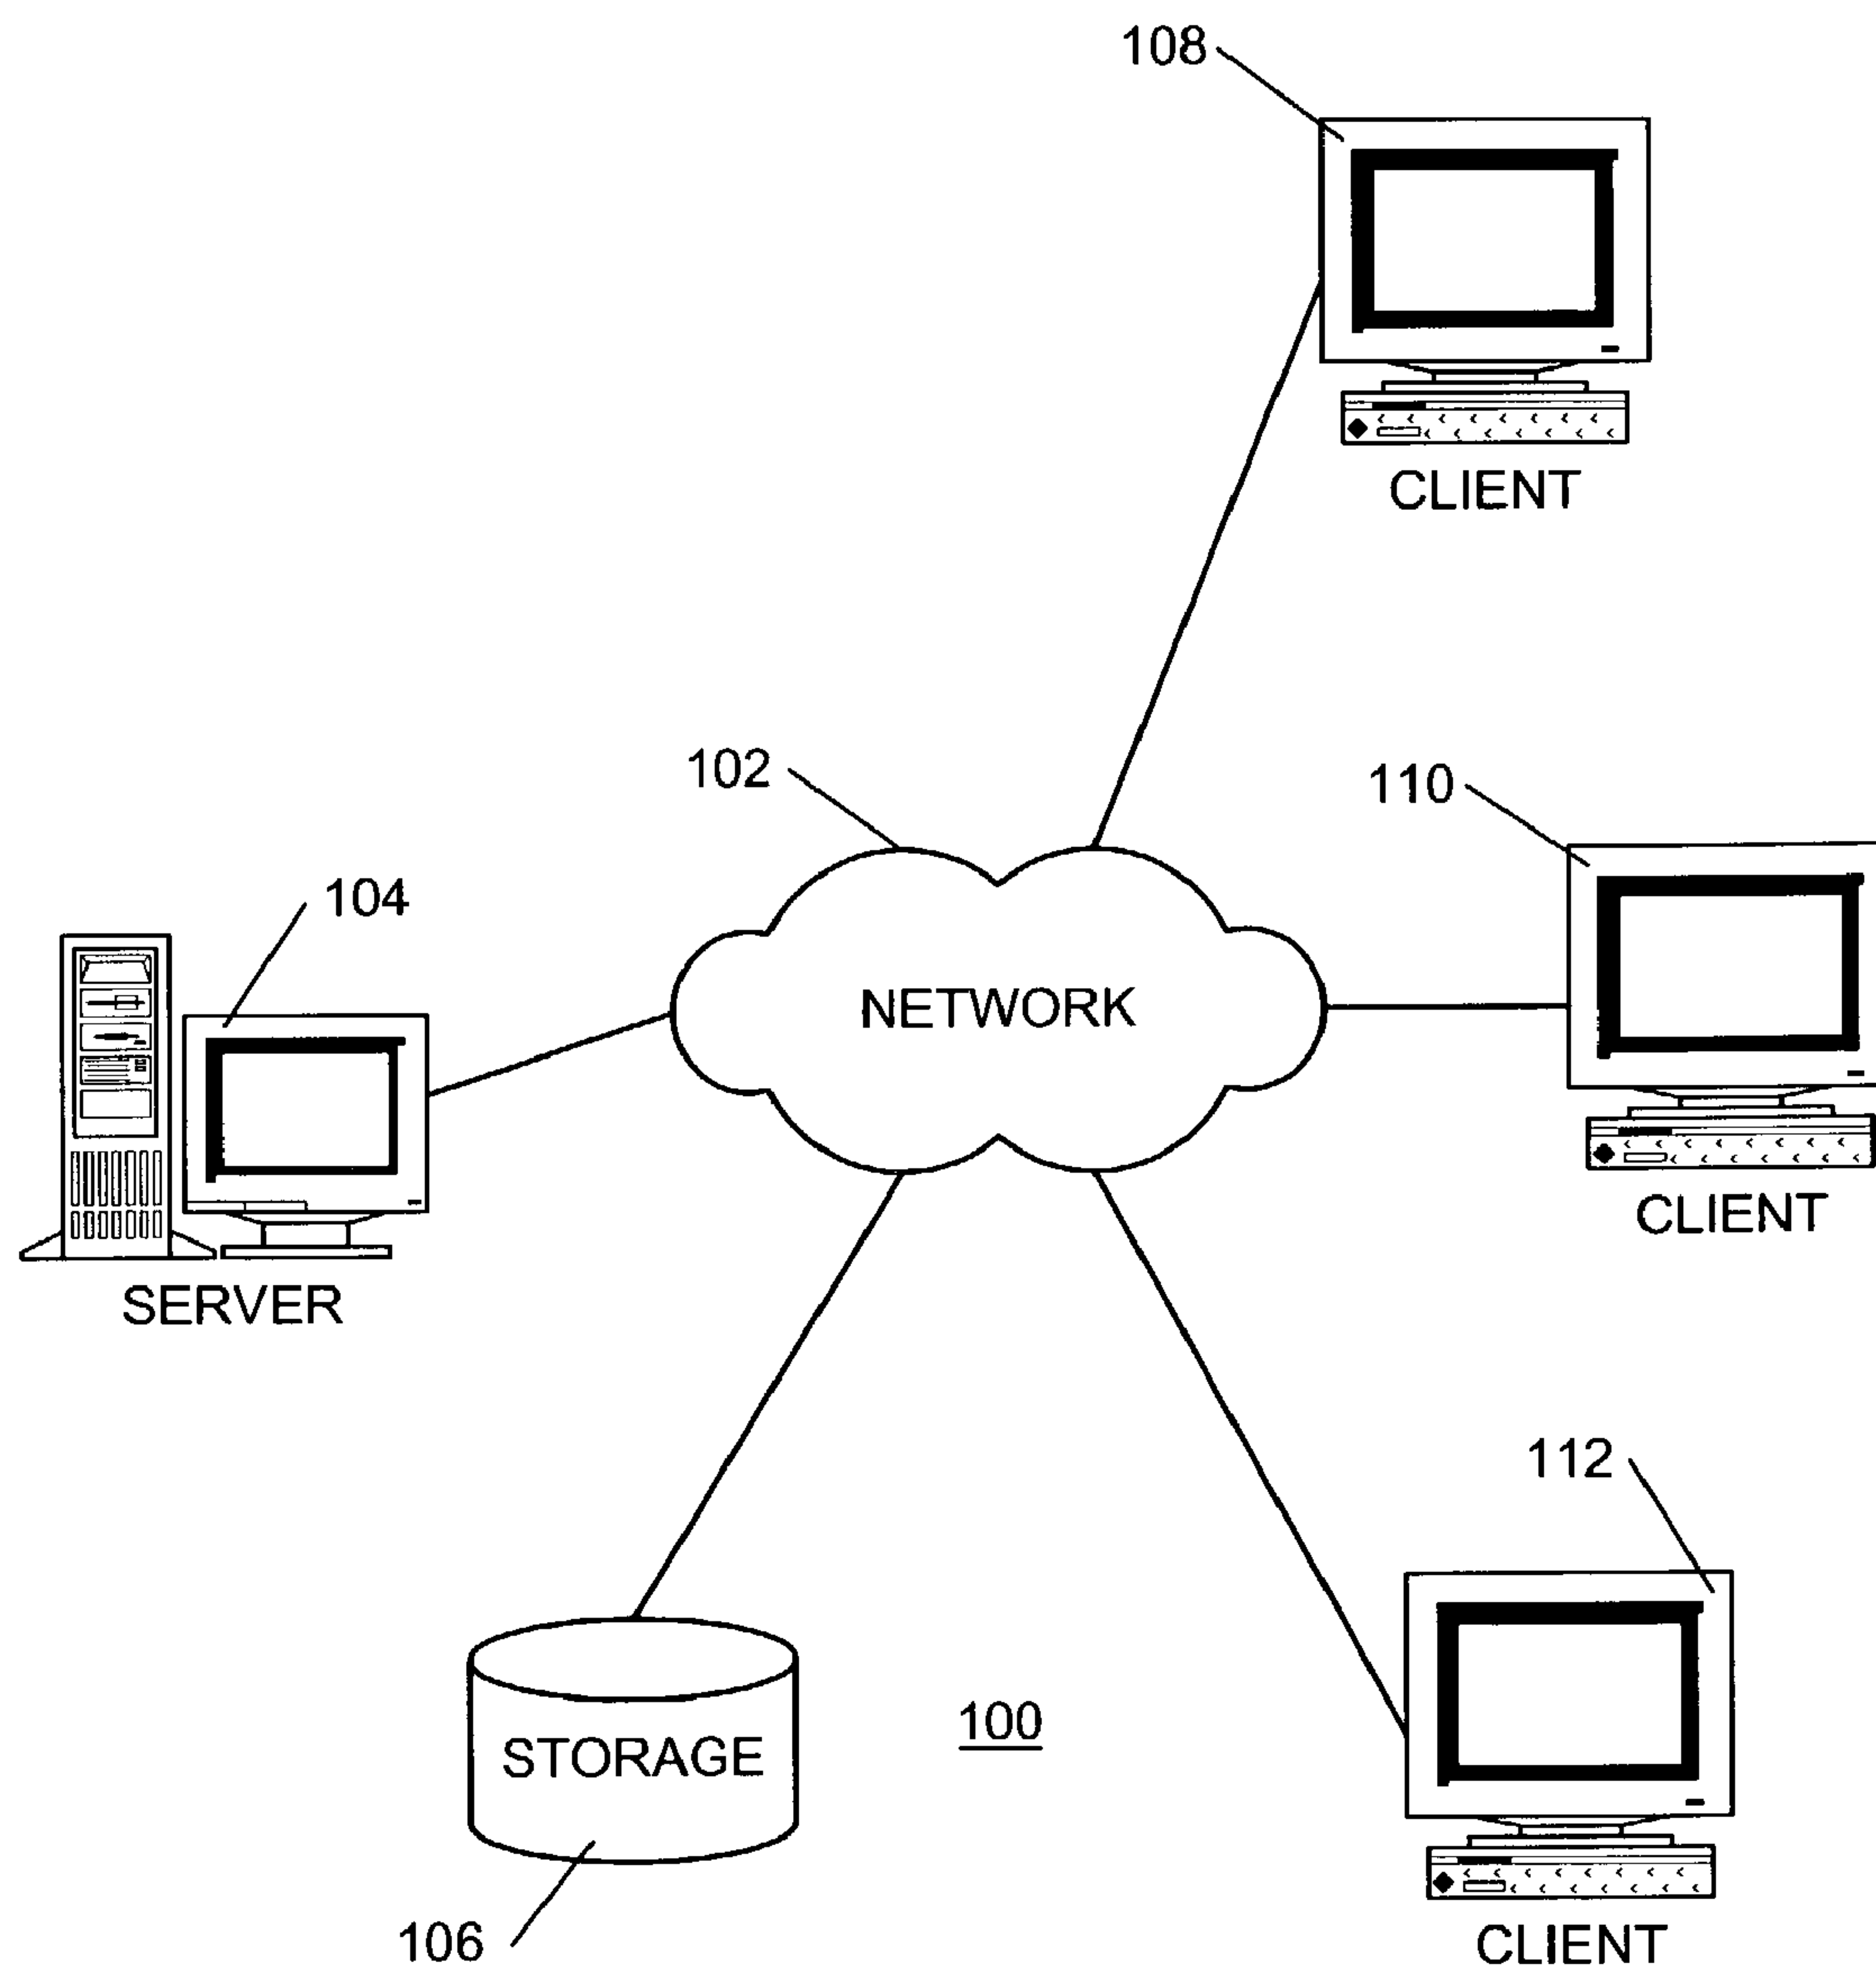 108
CLIENT
102
110
104
NETWORK
CLIENT
SERVER
112
100
STORAGE
106
CLIENT